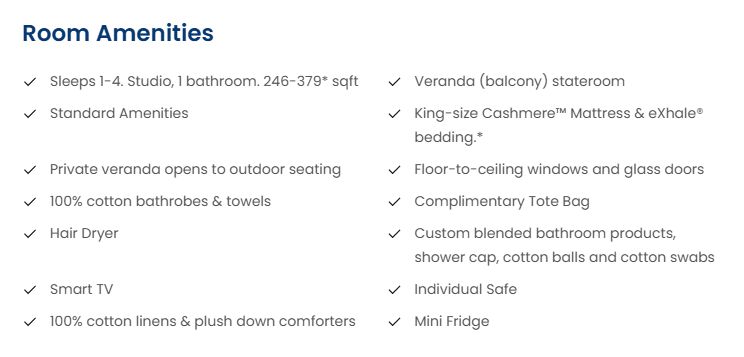 Room Amenities
Sleeps 1-4. Studio, 1 bathroom. 246-379* sqft
Veranda (balcony) stateroom
Standard Amenities
King-size Cashmere™ Mattress & eXhale®
bedding.*
Private veranda opens to outdoor seating
Floor-to-ceiling windows and glass doors
100% cotton bathrobes & towels
Complimentary Tote Bag
Hair Dryer
Custom blended bathroom products,
shower cap, cotton balls and cotton swabs
Smart TV
Individual Safe
100% cotton linens & plush down comforters
Mini Fridge